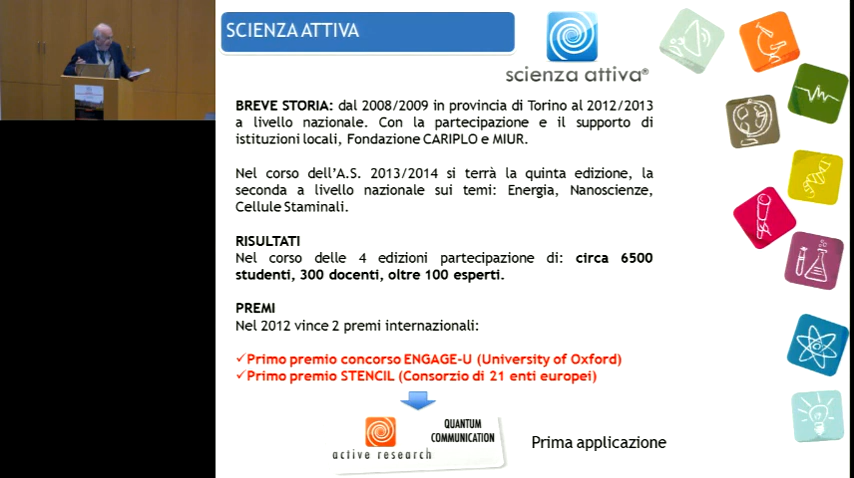 SCIENZA ATTIVA
scienza attiva®
BREVE STORIA: dal 2008/2009 in provincia di Torino al 2012/2013
a livello nazionale. Con la partecipazione e il supporto di
istituzioni locali, Fondazione CARIPLO e MIUR.
Nel corso dell'A.S. 2013/2014 si terrà la quinta edizione, la
seconda a livello nazionale sui temi: Energia, Nanoscienze,
Cellule Staminali.
RISULTATI
Nel corso delle 4 edizioni partecipazione di: circa 6500
studenti, 300 docenti, oltre 100 esperti.
PREMI
Nel 2012 vince 2 premi internazionali:
✓Primo premio concorso ENGAGE-U (University of Oxford)
✓Primo premio STENCIL (Consorzio di 21 enti europei)
QUANTUM
COMMUNICATION
active research
Prima applicazione